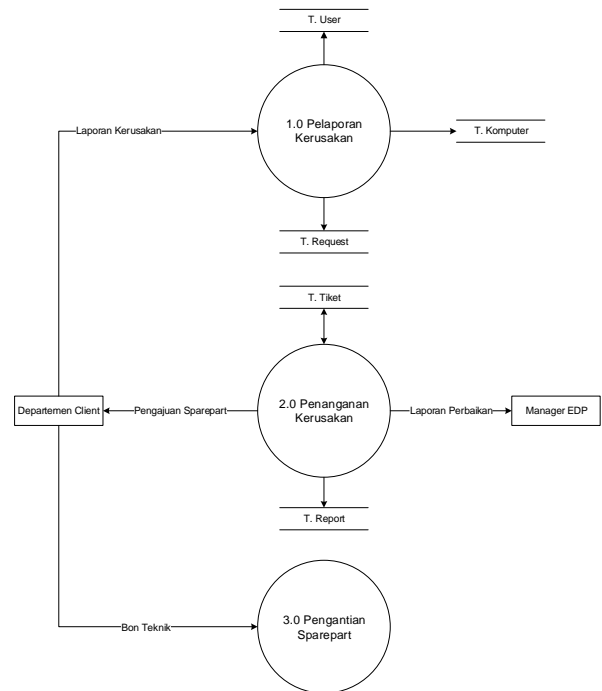 T. User
1.0 Pelaporan
Kerusakan
Laporan Kerusakan
T. Komputer
T. Request
T. Tiket
Departemen Client
Pengajuan Sparepart
2.0 Penanganan
Kerusakan
Laporan Perbaikan
Manager EDP
T. Report
3.0 Pengantian
Sparepart
Bon Teknik